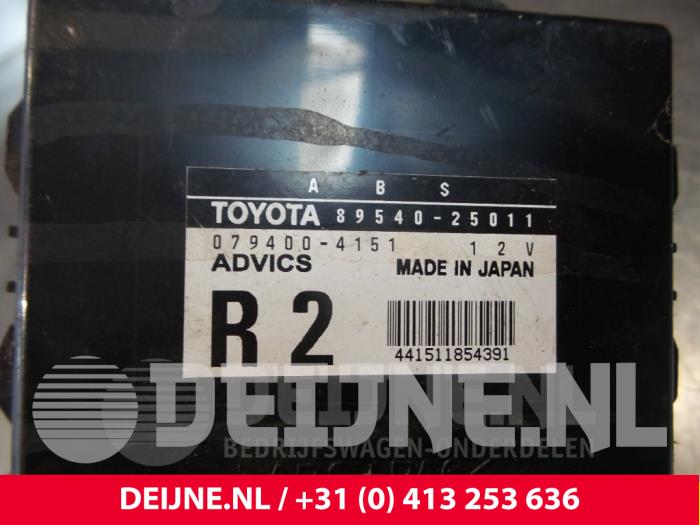 A B S
TOYOTA 89540-25011
079400-4151 12V
ADVICS MADE IN JAPAN
R 2
441511854391
DEIJNE.NL
BEDRIJFSWAGEN-ONDERDELEN
DEIJNE.NL / +31 (0) 413 253 636